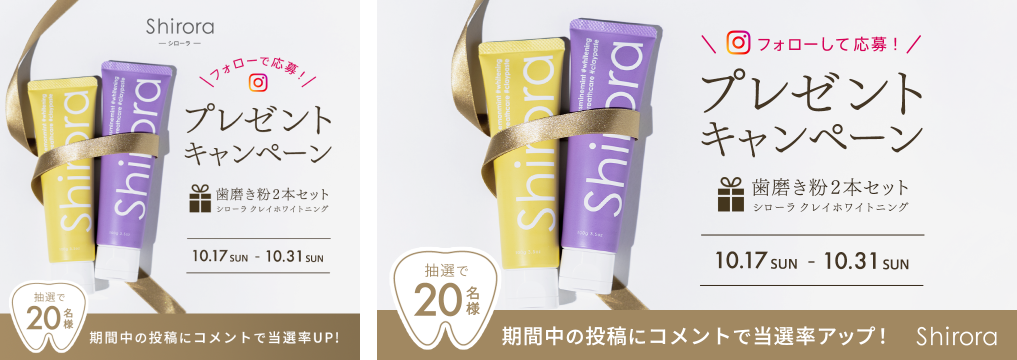 Shirora
シローラ
フォローで応募!
プレゼント
キャンペーン
歯磨き粉2本セット
シローラ クレイホワイトニング
10.17 SUN - 10.31 SUN
Shirora
Shirora
抽選で
20名様
期間中の投稿にコメントで当選率UP!
フォローして応募!
プレゼント
キャンペーン
歯磨き粉2本セット
シローラ クレイホワイトニング
10.17 SUN - 10.31 SUN
Shirora
Shirora
#whitening
#claypaste
抽選で
20名様
期間中の投稿にコメントで当選率アップ!
Shirora